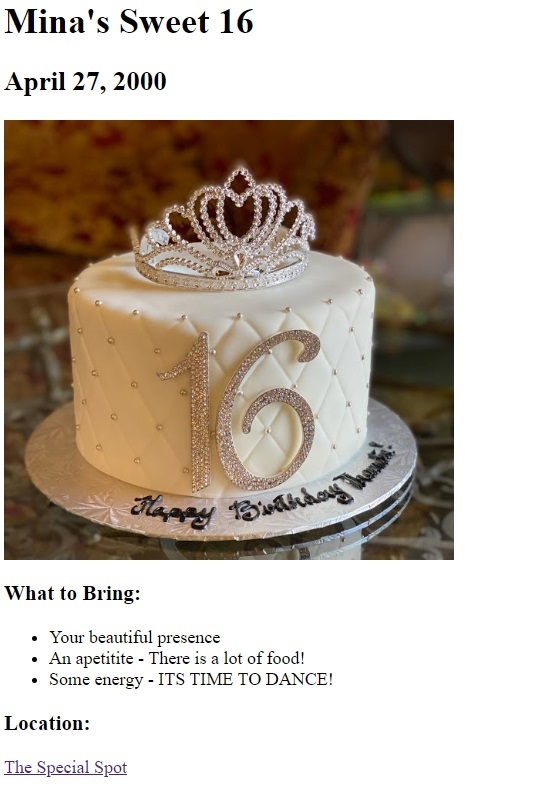 Mina's Sweet 16
April 27, 2000
16
Happy Birthday
What to Bring:
Your beautiful presence
An apetitite - There is a lot of food!
Some energy - ITS TIME TO DANCE!
Location:
The Special Spot